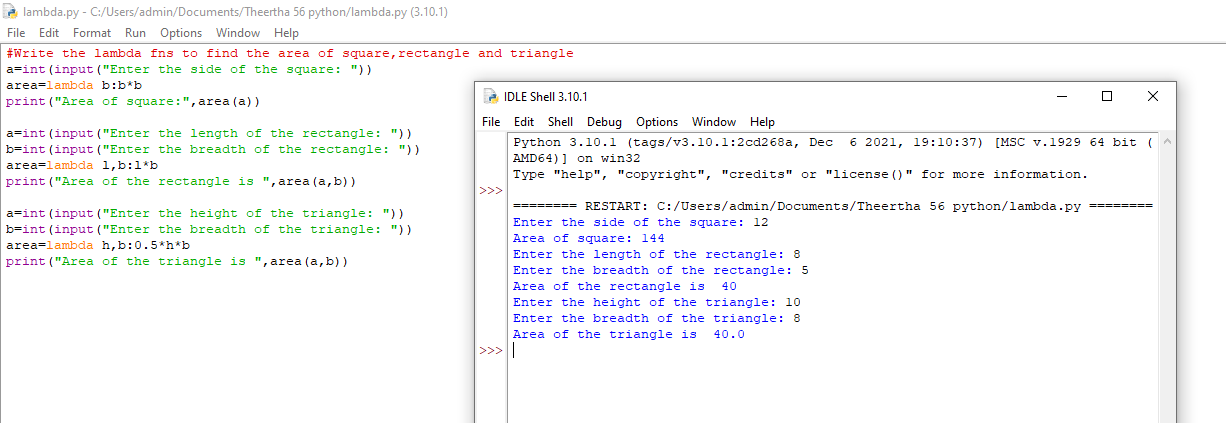 lambda.py - C:/Users/admin/Documents/Theertha 56 python/lambda.py (3.10.1)
File Edit Format Run Options Window Help
#Write the lambda fns to find the area of square,rectangle and triangle
a=int(input("Enter the side of the square: "))
area=lambda b:b*b
print("Area of square:",area(a))
a=int(input("Enter the length of the rectangle: "))
b=int(input("Enter the breadth of the rectangle: "))
area=lambda l,b:l*b
print("Area of the rectangle is ",area(a,b))
a=int(input("Enter the height of the triangle: "))
b=int(input("Enter the breadth of the triangle: "))
area=lambda h,b:0.5*h*b
print("Area of the triangle is ",area(a,b))
IDLE Shell 3.10.1
File Edit Shell Debug Options Window Help
Python 3.10.1 (tags/v3.10.1:2cd268a, Dec  6 2021, 19:10:37) [MSC v.1929 64 bit (
AMD64)] on win32
Type "help", "copyright", "credits" or "license()" for more information.
>>>
======== RESTART: C:/Users/admin/Documents/Theertha 56 python/lambda.py ========
Enter the side of the square: 12
Area of square: 144
Enter the length of the rectangle: 8
Enter the breadth of the rectangle: 5
Area of the rectangle is  40
Enter the height of the triangle: 10
Enter the breadth of the triangle: 8
Area of the triangle is  40.0
>>>